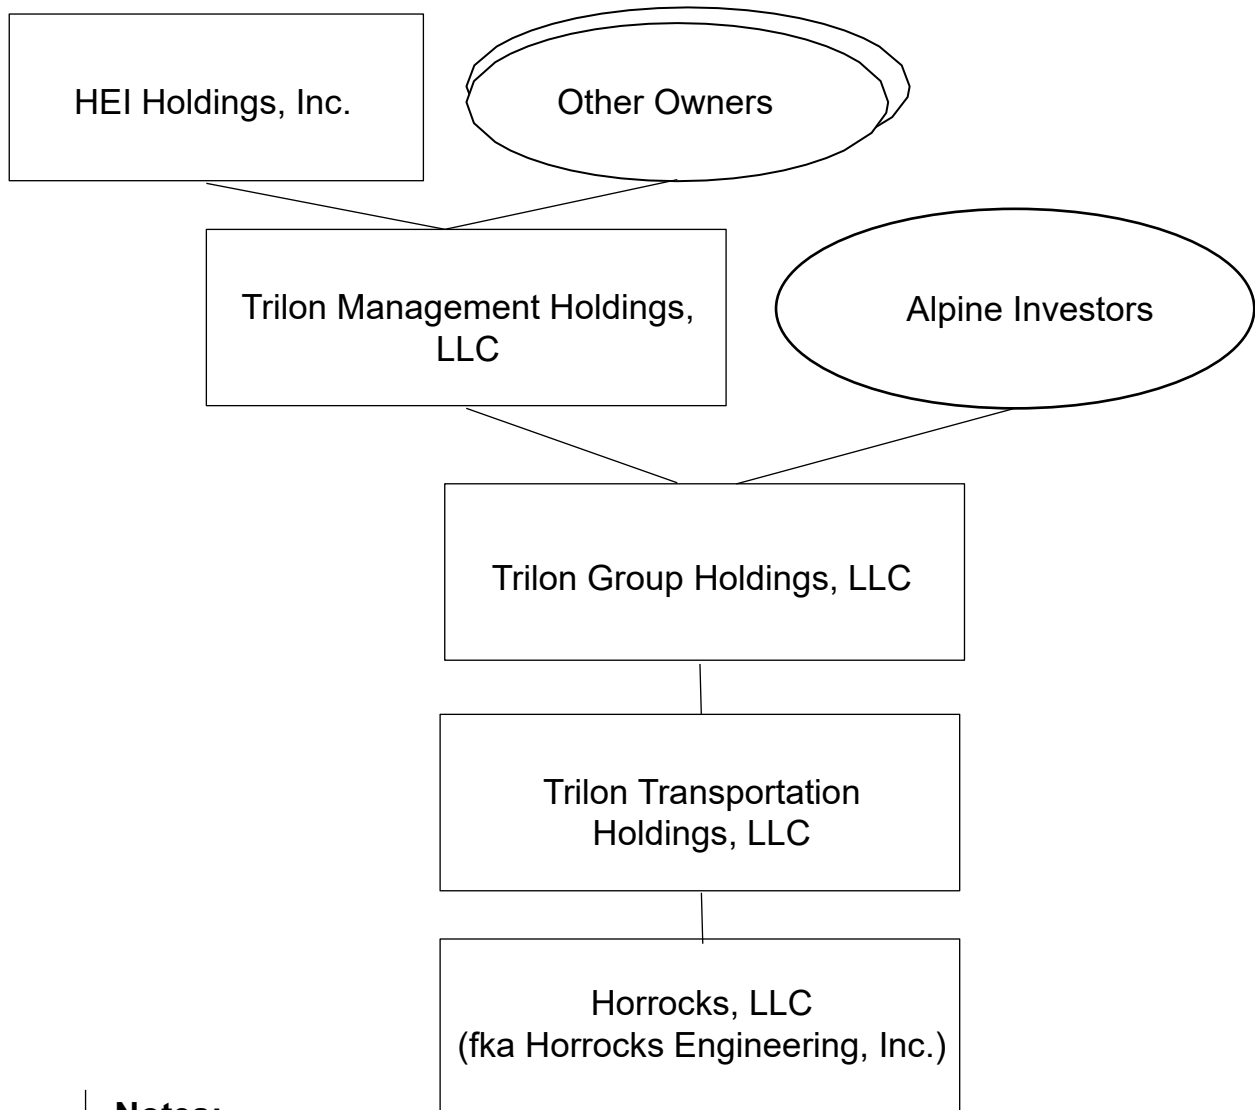 HEI Holdings, Inc.
Other Owners
Trilon Management Holdings,
LLC
Alpine Investors
Trilon Group Holdings, LLC
Trilon Transportation
Holdings, LLC
Horrocks, LLC
(fka Horrocks Engineering, Inc.)
Notes: